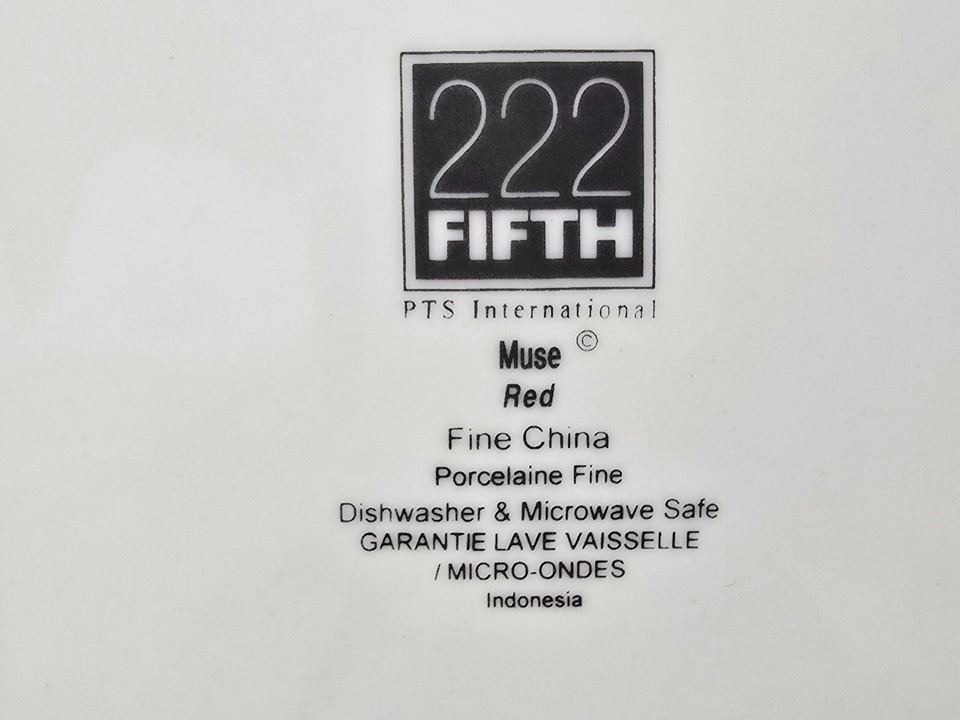 222
FIFTH
PTS International
Muse ©
Red
Fine China
Porcelaine Fine
Dishwasher & Microwave Safe
GARANTIE LAVE VAISSELLE
/ MICRO-ONDES
Indonesia